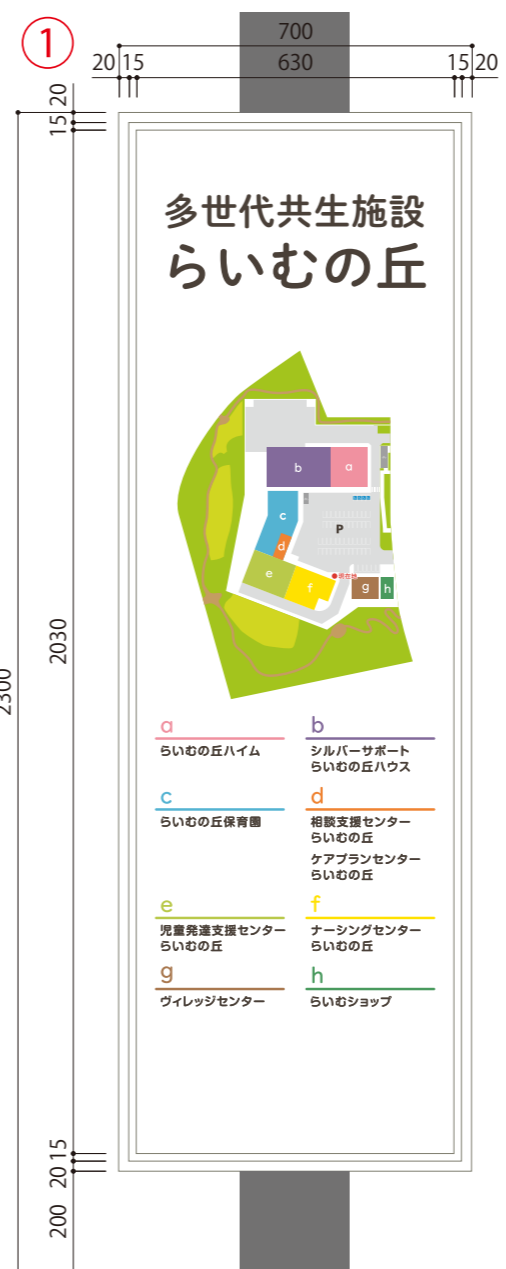 ①
700
20 15 630 15 20
20
15
多世代共生施設
らいむの丘
b a
c
P
d
e f
現在地
g h
2030
2300
a
らいむの丘ハイム
b
シルバーサポート
らいむの丘ハウス
c
らいむの丘保育園
d
相談支援センター
らいむの丘
ケアプランセンター
らいむの丘
e
児童発達支援センター
らいむの丘
f
ナーシングセンター
らいむの丘
g
ヴィレッジセンター
h
らいむショップ
15
20
200